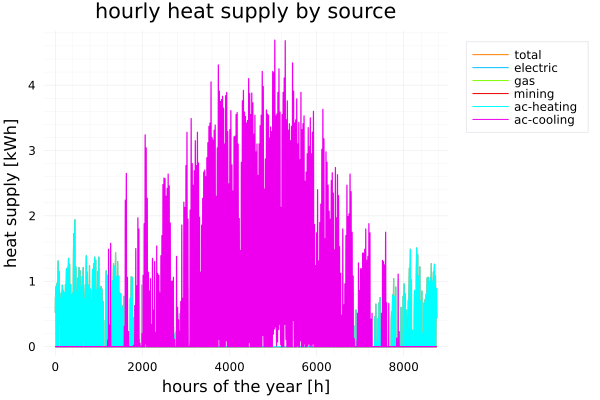 hourly heat supply by source
heat supply [kWh]
4
3
2
1
0
0
2000
4000
6000
8000
hours of the year [h]
total
electric
gas
mining
ac-heating
ac-cooling